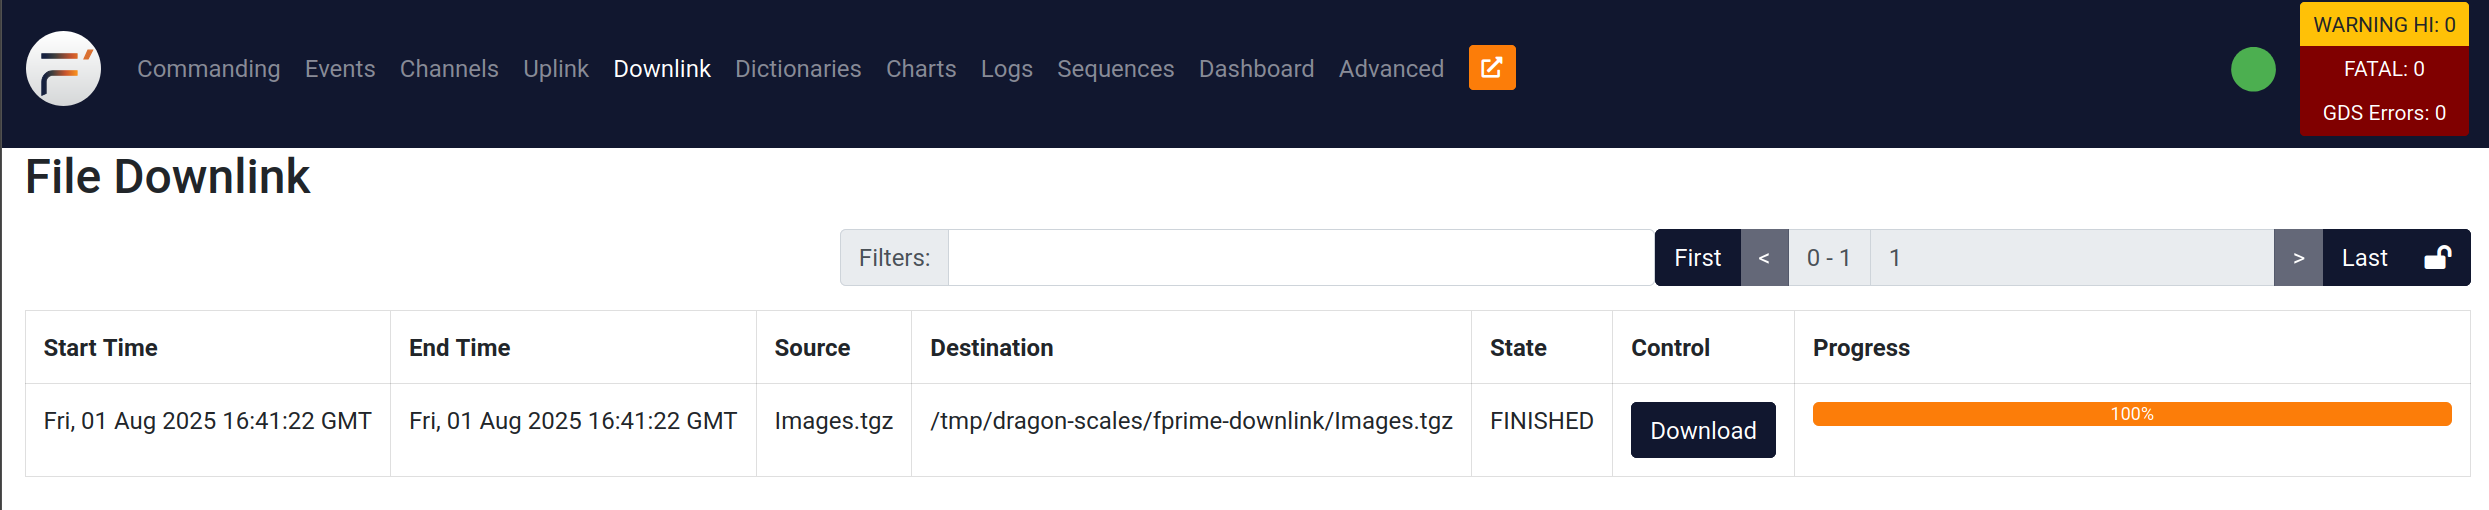 Commanding Events Channels Uplink Downlink Dictionaries Charts Logs Sequences Dashboard Advanced
WARNING HI: 0
FATAL: 0
GDS Errors: 0
File Downlink
Filters: First < 0 - 1 1 > Last
Start Time End Time Source Destination State Control Progress
Fri, 01 Aug 2025 16:41:22 GMT Fri, 01 Aug 2025 16:41:22 GMT Images.tgz /tmp/dragon-scales/fprime-downlink/Images.tgz FINISHED Download 100%